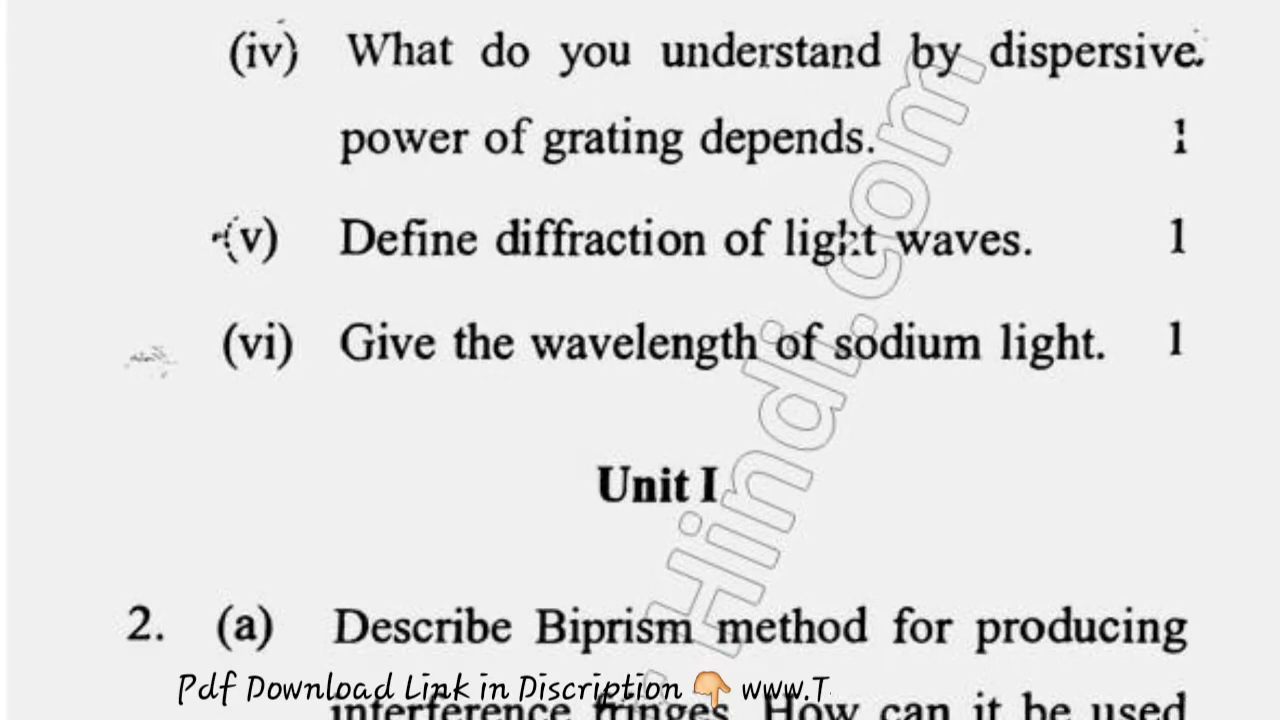 (iv) What do you understand by dispersive
power of grating depends. 1
(v) Define diffraction of light waves. 1
(vi) Give the wavelength of sodium light. 1
Unit I
2. (a) Describe Biprism method for producing
interference fringes. How can it be used
Pdf Download Link in Discription 👇 www.T
Hindi.com